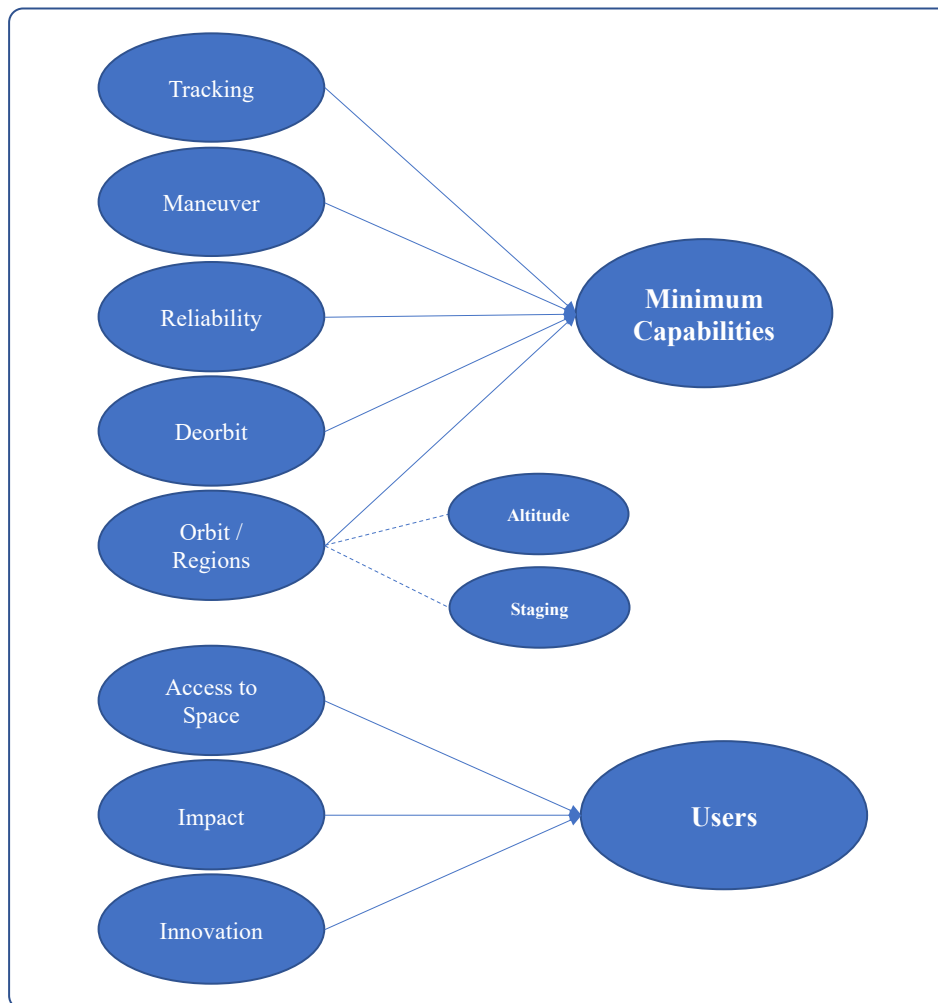 Tracking
Maneuver
Minimum
Capabilities
Reliability
Deorbit
Orbit /
Regions
Altitude
Staging
Access to
Space
Impact
Users
Innovation